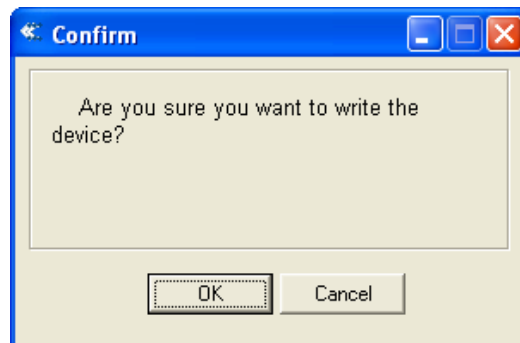 Confirm
Are you sure you want to write the
device?
OK
Cancel